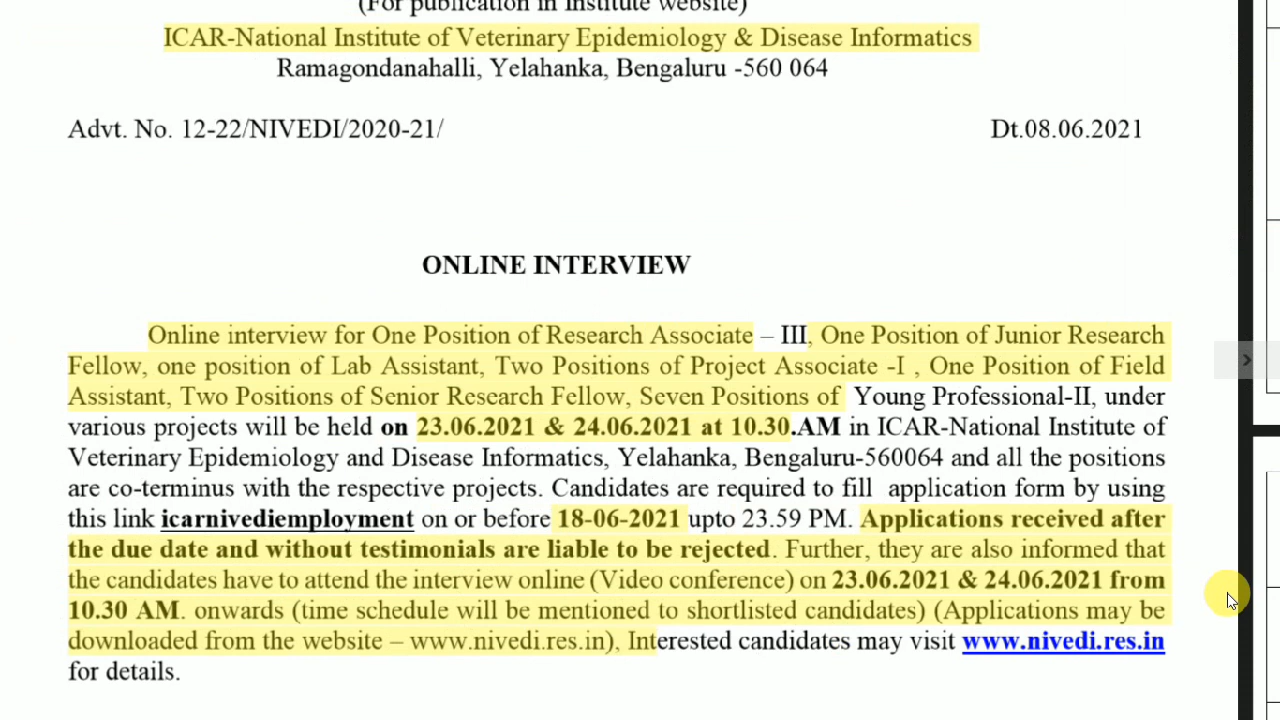 (For publication in Institute website)
ICAR-National Institute of Veterinary Epidemiology & Disease Informatics
Ramagondanahalli, Yelahanka, Bengaluru -560 064
Advt. No. 12-22/NIVEDI/2020-21/ Dt.08.06.2021
ONLINE INTERVIEW
Online interview for One Position of Research Associate – III, One Position of Junior Research
Fellow, one position of Lab Assistant, Two Positions of Project Associate -I , One Position of Field
Assistant, Two Positions of Senior Research Fellow, Seven Positions of Young Professional-II, under
various projects will be held on 23.06.2021 & 24.06.2021 at 10.30.AM in ICAR-National Institute of
Veterinary Epidemiology and Disease Informatics, Yelahanka, Bengaluru-560064 and all the positions
are co-terminus with the respective projects. Candidates are required to fill application form by using
this link icarnivediemployment on or before 18-06-2021 upto 23.59 PM. Applications received after
the due date and without testimonials are liable to be rejected. Further, they are also informed that
the candidates have to attend the interview online (Video conference) on 23.06.2021 & 24.06.2021 from
10.30 AM. onwards (time schedule will be mentioned to shortlisted candidates) (Applications may be
downloaded from the website – www.nivedi.res.in), Interested candidates may visit www.nivedi.res.in
for details.